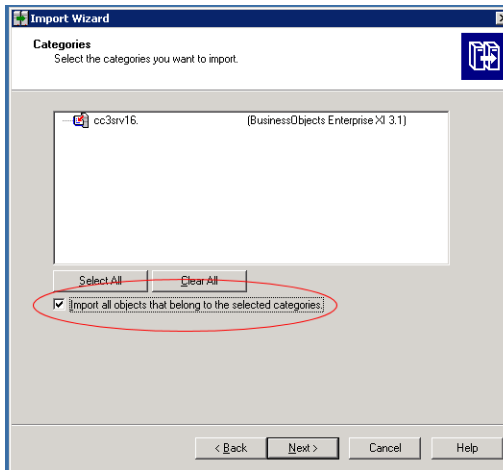 Import Wizard
Categories
Select the categories you want to import.
cc3srv16. (BusinessObjects Enterprise XI 3.1)
Select All Clear All
Import all objects that belong to the selected categories.
< Back Next > Cancel Help